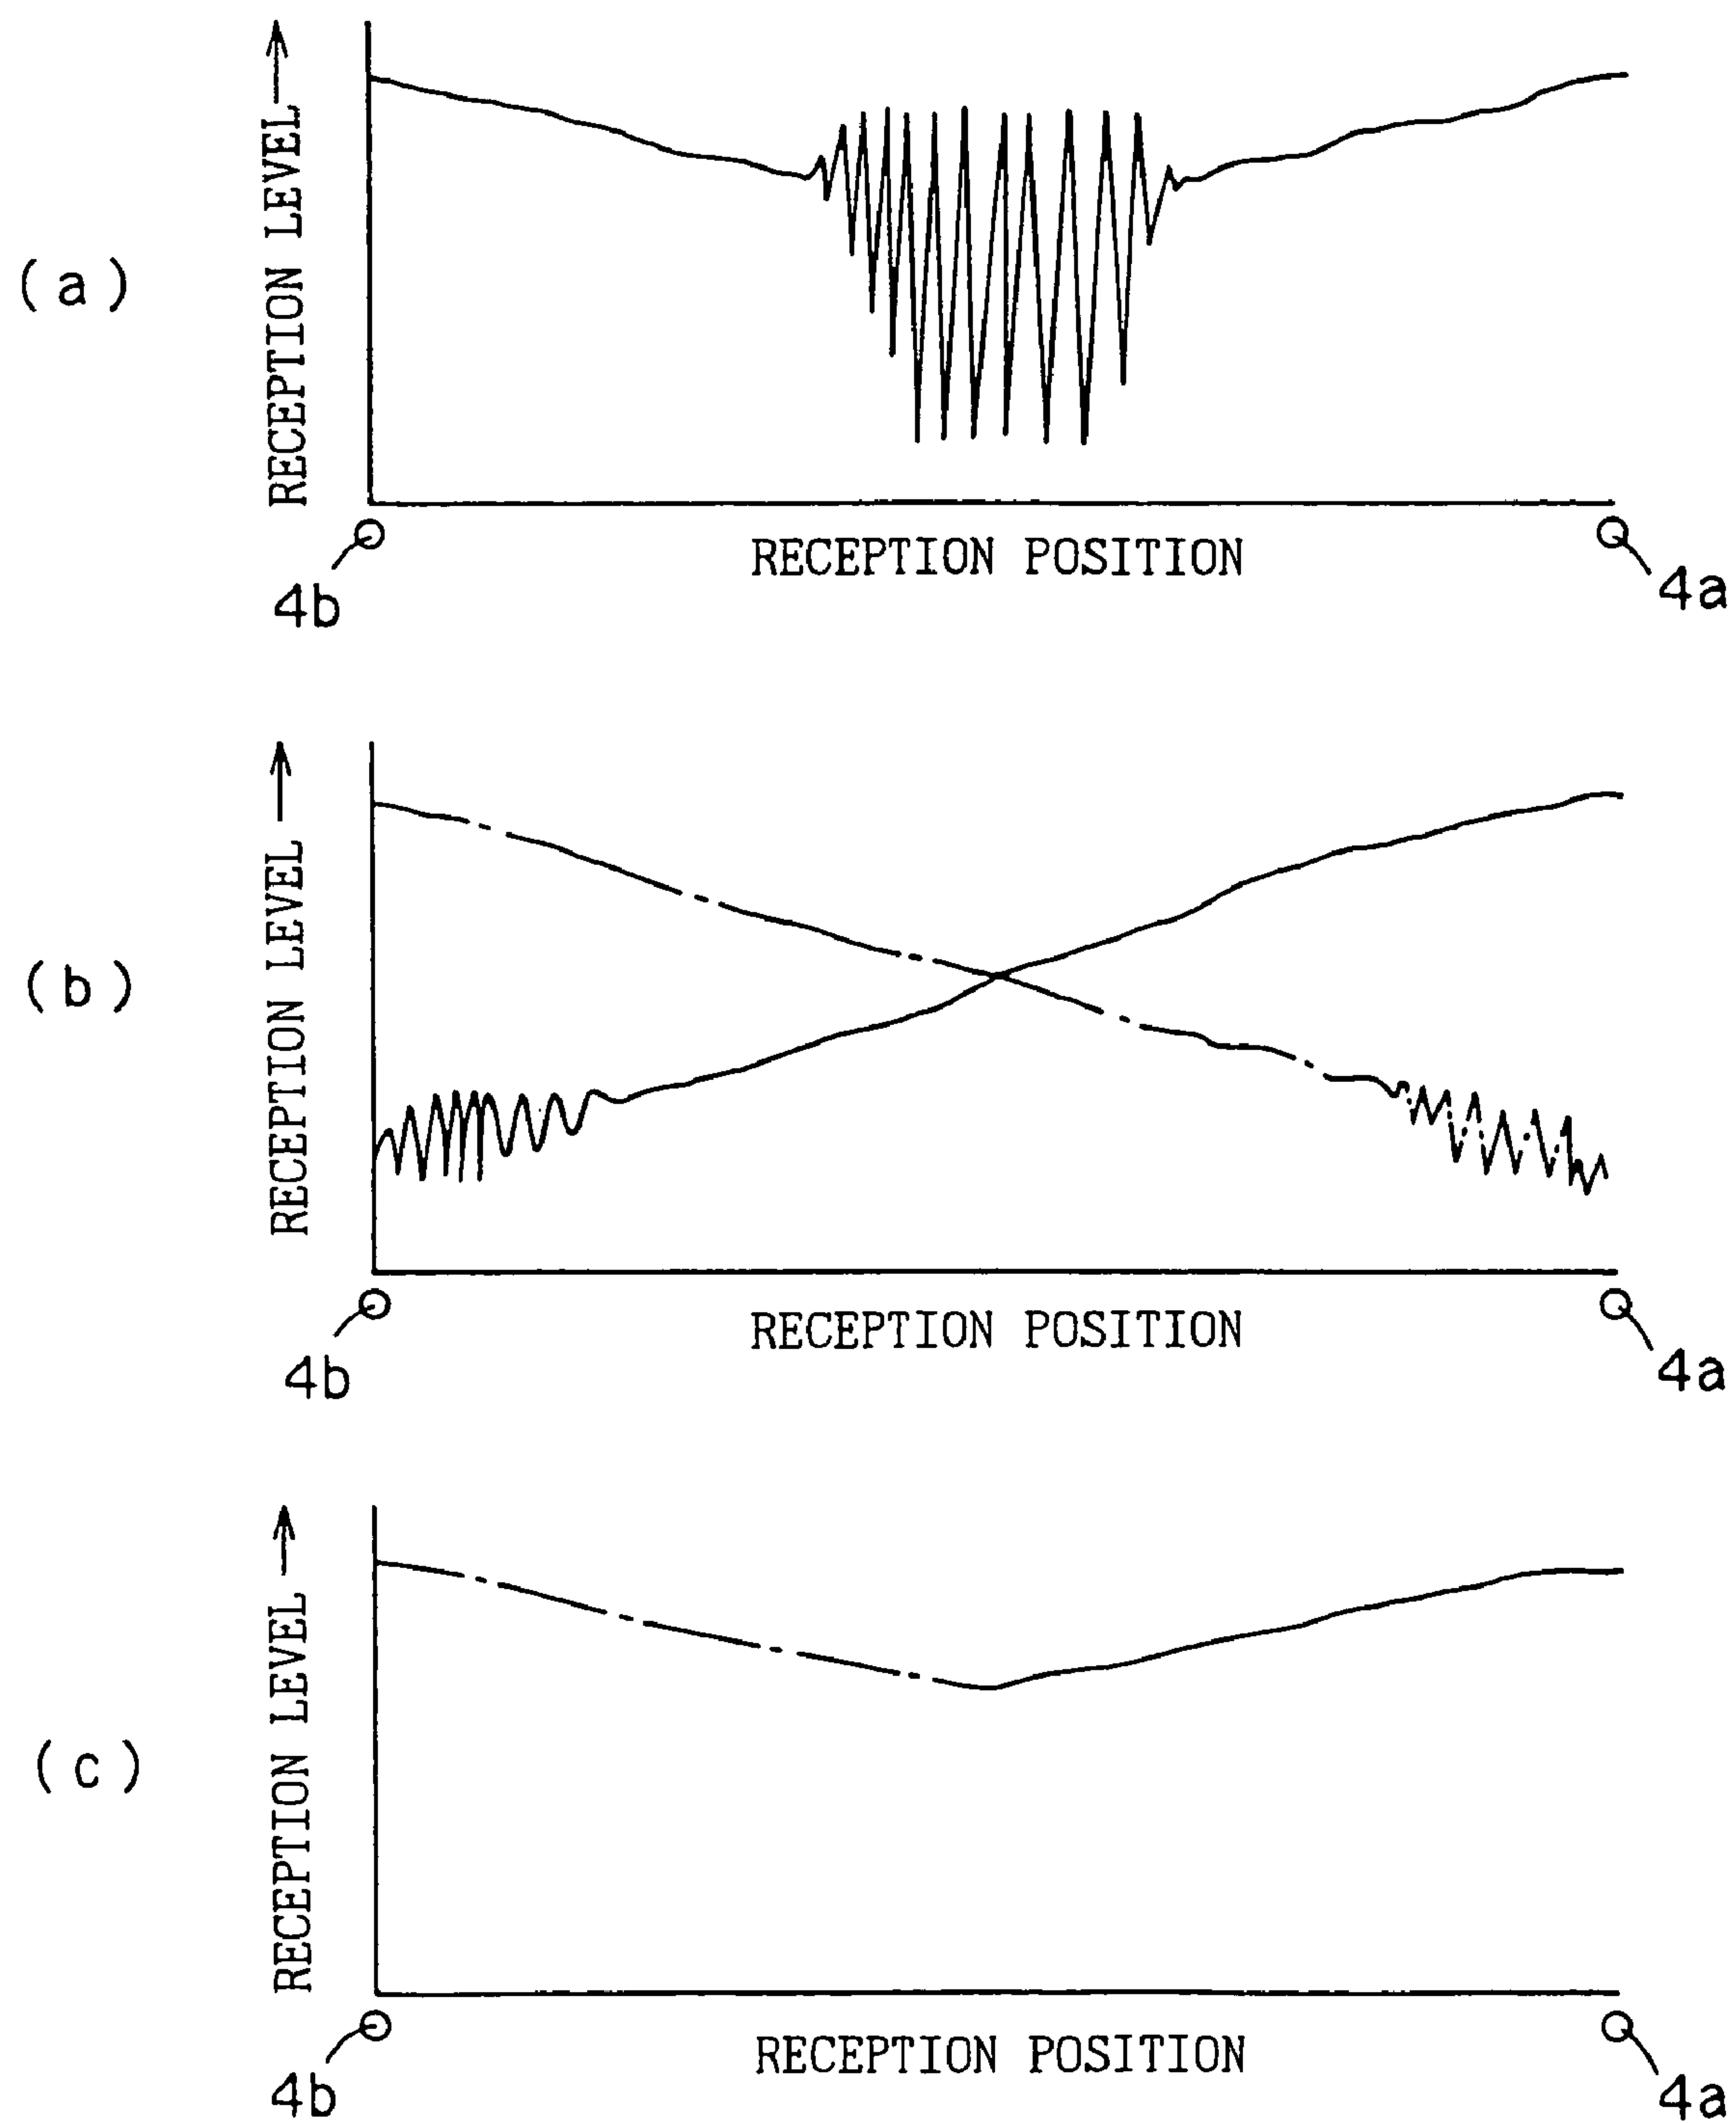 (a)
RECEPTION LEVEL
RECEPTION POSITION
4b
4a
(b)
RECEPTION LEVEL
RECEPTION POSITION
4b
4a
(c)
RECEPTION LEVEL
RECEPTION POSITION
4b
4a